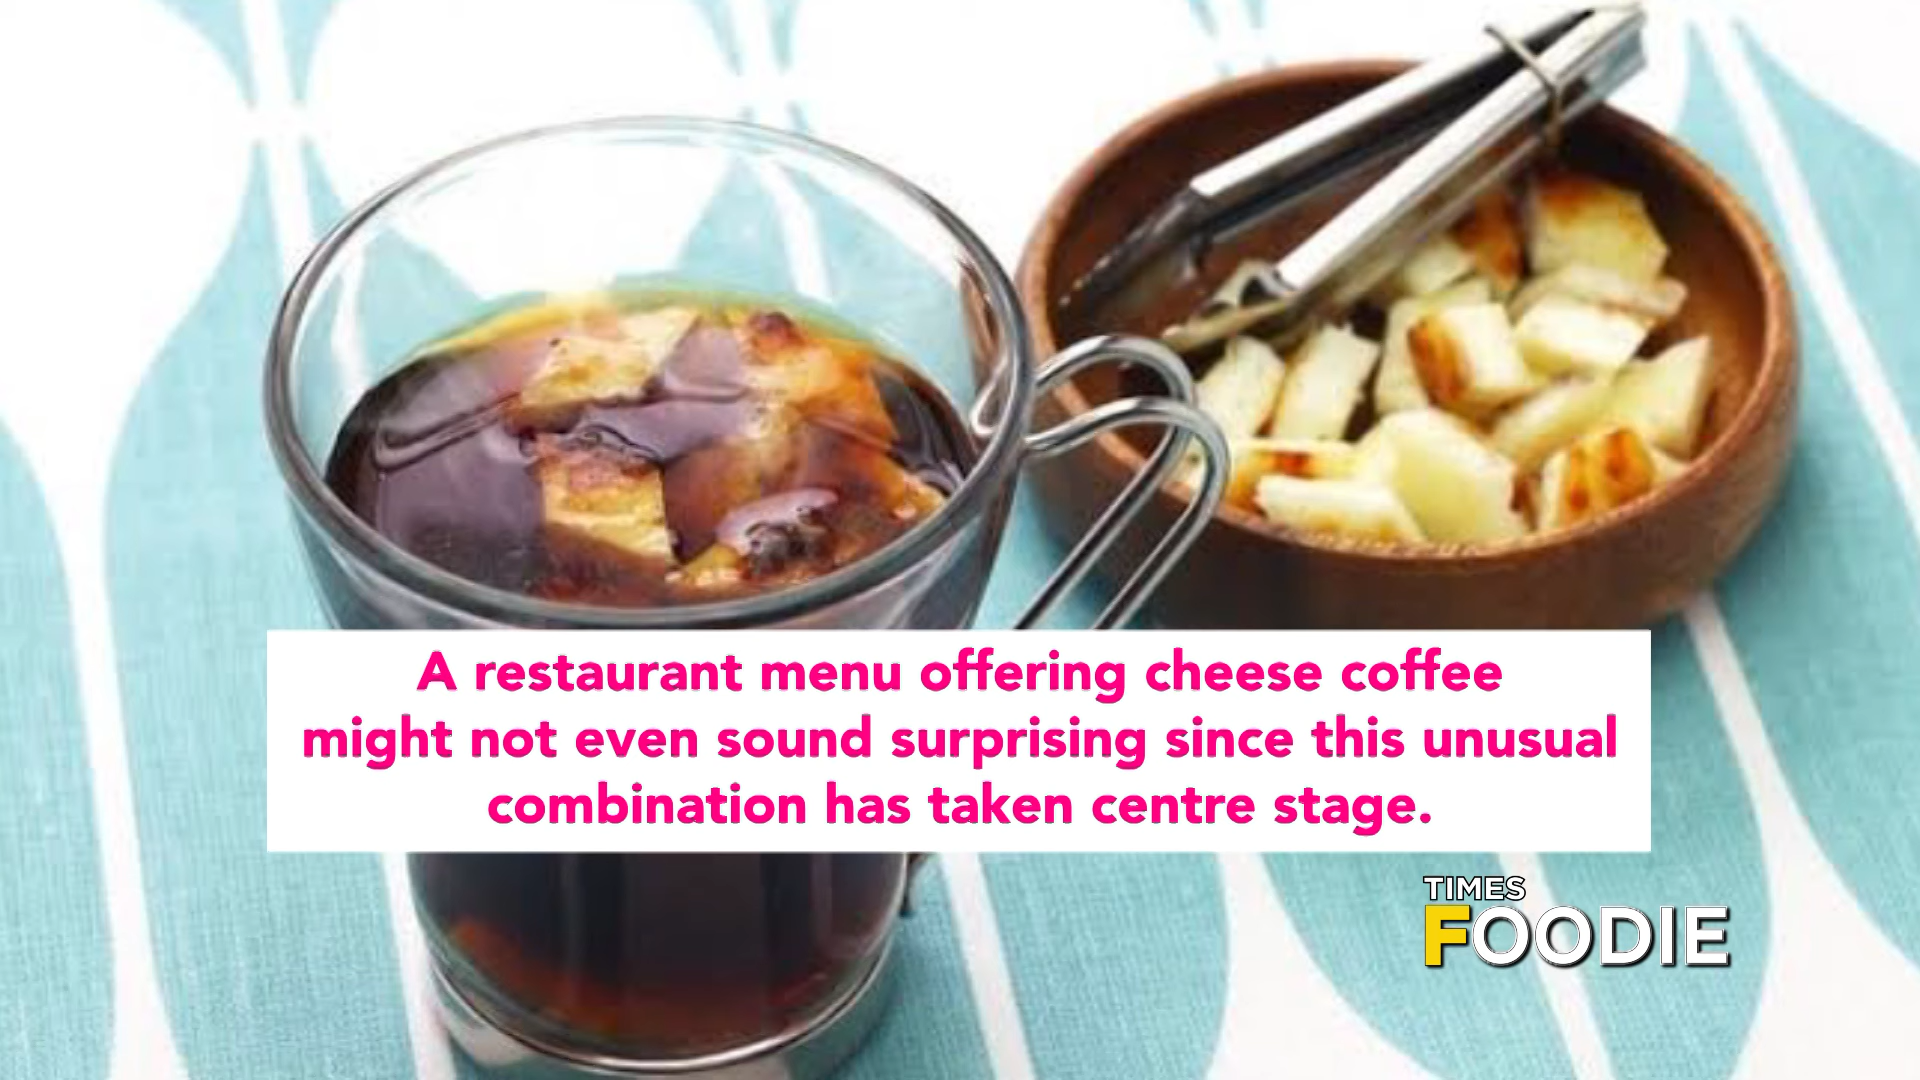 A restaurant menu offering cheese coffee
might not even sound surprising since this unusual
combination has taken centre stage.
TIMES
FOODIE